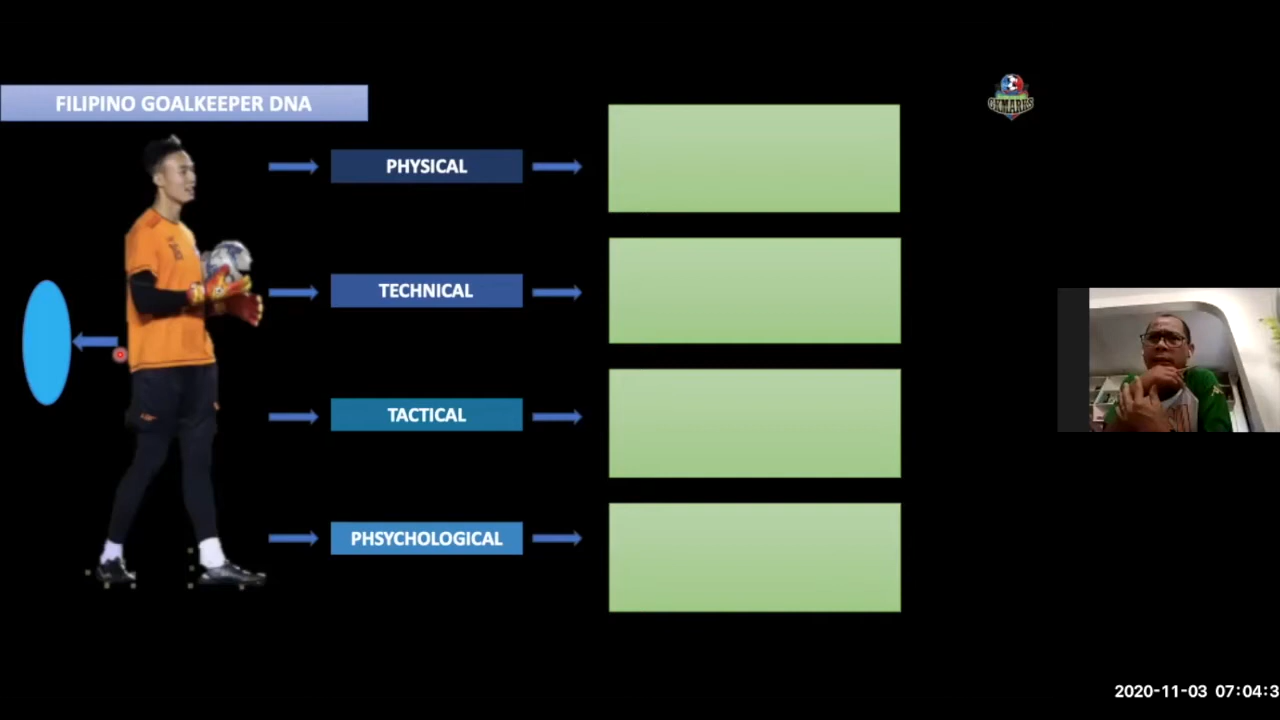 FILIPINO GOALKEEPER DNA
GKMARKS
PHYSICAL
TECHNICAL
TACTICAL
PHSYCHOLOGICAL
2020-11-03 07:04:3